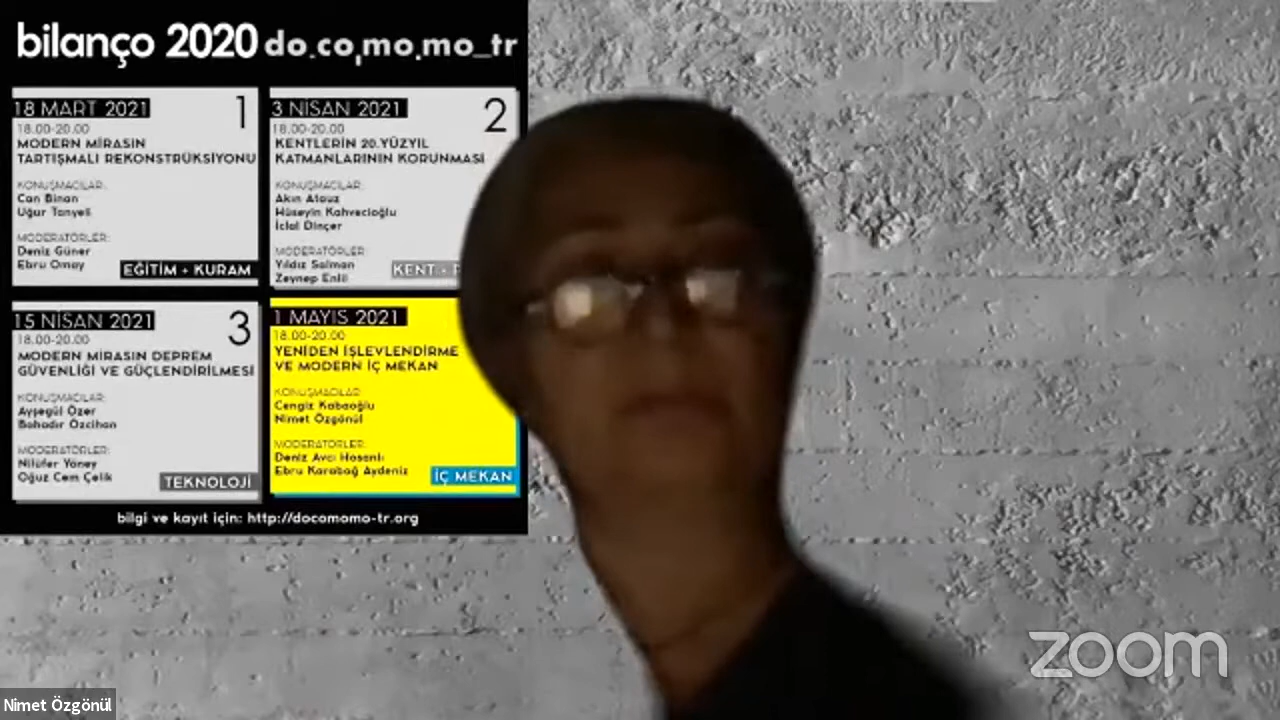 bilanço 2020 do.co,mo.mo_tr
18 MART 2021 1
18.00-20.00
MODERN MİRASIN
TARTIŞMALI REKONSTRÜKSİYONU
KONUŞMACILAR:
Can Binan
Uğur Tanyeli
MODERATÖRLER:
Deniz Güner
Ebru Omay
EĞİTİM + KURAM
3 NİSAN 2021 2
18.00-20.00
KENTLERİN 20.YÜZYIL
KATMANLARININ KORUNMASI
KONUŞMACILAR:
Akın Atauz
Hüseyin Kahvecioğlu
İclal Dinçer
MODERATÖRLER:
Yıldız Salman
Zeynep Enlil
KENT +
15 NİSAN 2021 3
18.00-20.00
MODERN MİRASIN DEPREM
GÜVENLİĞİ VE GÜÇLENDİRİLMESİ
KONUŞMACILAR:
Ayşegül Özer
Bahadır Özcihan
MODERATÖRLER:
Nilüfer Yöney
Oğuz Cem Çelik
TEKNOLOJİ
1 MAYIS 2021
18.00-20.00
YENİDEN İŞLEVLENDİRME
VE MODERN İÇ MEKAN
KONUŞMACILAR:
Cengiz Kabaoğlu
Nimet Özgönül
MODERATÖRLER:
Deniz Avcı Hosanlı
Ebru Karabağ Aydeniz
İÇ MEKAN
bilgi ve kayıt için: http://docomomo-tr.org
zoom
Nimet Özgönül